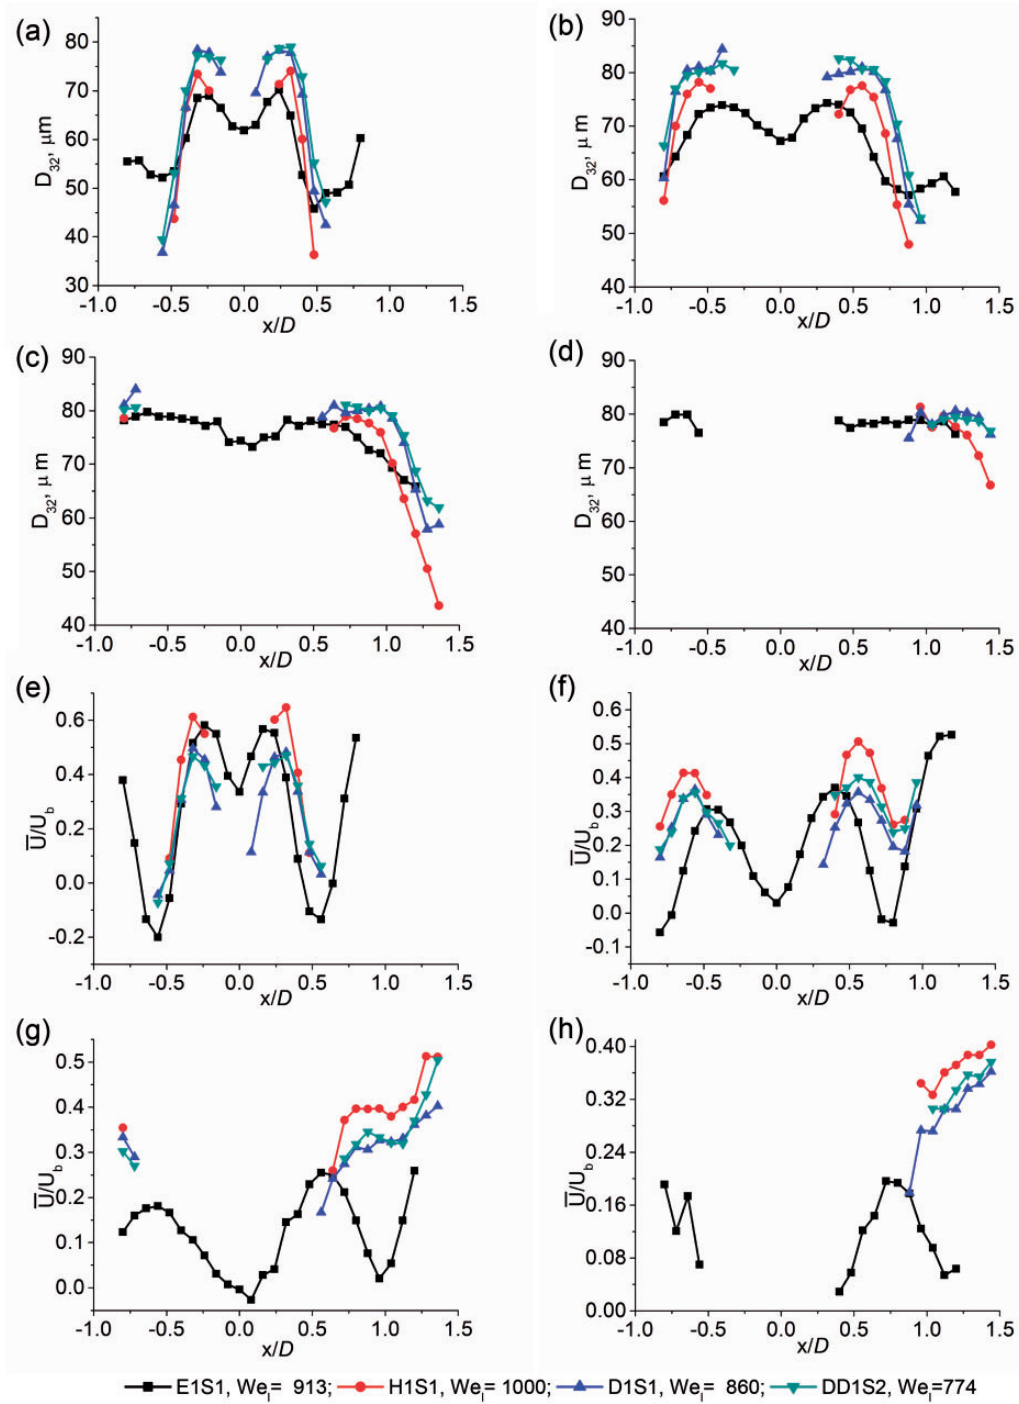 (a)
80
70
60
50
40
30
D32, μm
-1.0 -0.5 0.0 0.5 1.0 1.5
x/D
(b)
90
80
70
60
50
40
D32, μm
-1.0 -0.5 0.0 0.5 1.0 1.5
x/D
(c)
90
80
70
60
50
40
D32, μ m
-1.0 -0.5 0.0 0.5 1.0 1.5
x/D
(d)
90
80
70
60
50
40
D32, μ m
-1.0 -0.5 0.0 0.5 1.0 1.5
x/D
(e)
0.6
0.4
0.2
0.0
-0.2
U̅/Ub
-1.0 -0.5 0.0 0.5 1.0 1.5
x/D
(f)
0.6
0.5
0.4
0.3
0.2
0.1
0.0
-0.1
U̅/Ub
-1.0 -0.5 0.0 0.5 1.0 1.5
x/D
(g)
0.5
0.4
0.3
0.2
0.1
0.0
U̅/Ub
-1.0 -0.5 0.0 0.5 1.0 1.5
x/D
(h)
0.40
0.32
0.24
0.16
0.08
0.00
U̅/Ub
-1.0 -0.5 0.0 0.5 1.0 1.5
x/D
E1S1, Wel= 913; H1S1, Wel= 1000; D1S1, Wel= 860; DD1S2, Wel=774